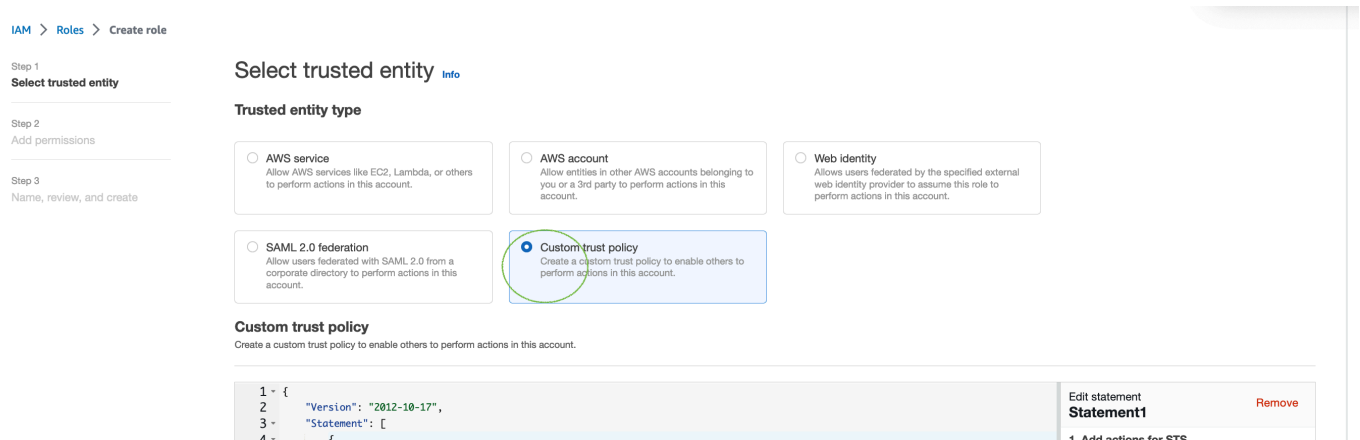 IAM > Roles > Create role
Step 1
Select trusted entity
Step 2
Add permissions
Step 3
Name, review, and create
Select trusted entity Info
Trusted entity type
AWS service
Allow AWS services like EC2, Lambda, or others
to perform actions in this account.
AWS account
Allow entities in other AWS accounts belonging to
you or a 3rd party to perform actions in this
account.
Web identity
Allows users federated by the specified external
web identity provider to assume this role to
perform actions in this account.
SAML 2.0 federation
Allow users federated with SAML 2.0 from a
corporate directory to perform actions in this
account.
Custom trust policy
Create a custom trust policy to enable others to
perform actions in this account.
Custom trust policy
Create a custom trust policy to enable others to perform actions in this account.
1 {
2 "Version": "2012-10-17",
3 "Statement": [
4 {
Edit statement
Statement1
Remove
1. Add actions for STS